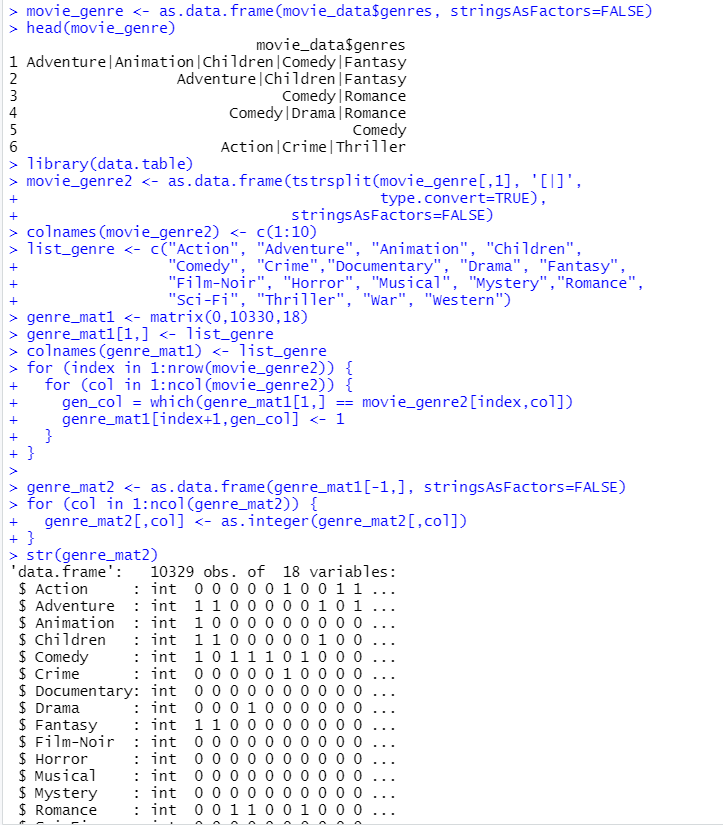 > movie_genre <- as.data.frame(movie_data$genres, stringsAsFactors=FALSE)
> head(movie_genre)
                            movie_data$genres
1 Adventure|Animation|Children|Comedy|Fantasy
2                  Adventure|Children|Fantasy
3                              Comedy|Romance
4                        Comedy|Drama|Romance
5                                      Comedy
6                       Action|Crime|Thriller
> library(data.table)
> movie_genre2 <- as.data.frame(tstrsplit(movie_genre[,1], '[|]',
+                                         type.convert=TRUE),
+                               stringsAsFactors=FALSE)
> colnames(movie_genre2) <- c(1:10)
> list_genre <- c("Action", "Adventure", "Animation", "Children",
+                 "Comedy", "Crime","Documentary", "Drama", "Fantasy",
+                 "Film-Noir", "Horror", "Musical", "Mystery","Romance",
+                 "Sci-Fi", "Thriller", "War", "Western")
> genre_mat1 <- matrix(0,10330,18)
> genre_mat1[1,] <- list_genre
> colnames(genre_mat1) <- list_genre
> for (index in 1:nrow(movie_genre2)) {
+   for (col in 1:ncol(movie_genre2)) {
+     gen_col = which(genre_mat1[1,] == movie_genre2[index,col])
+     genre_mat1[index+1,gen_col] <- 1
+   }
+ }
>
> genre_mat2 <- as.data.frame(genre_mat1[-1,], stringsAsFactors=FALSE)
> for (col in 1:ncol(genre_mat2)) {
+   genre_mat2[,col] <- as.integer(genre_mat2[,col])
+ }
> str(genre_mat2)
'data.frame':   10329 obs. of  18 variables:
 $ Action     : int  0 0 0 0 0 1 0 0 1 1 ...
 $ Adventure  : int  1 1 0 0 0 0 0 1 0 1 ...
 $ Animation  : int  1 0 0 0 0 0 0 0 0 0 ...
 $ Children   : int  1 1 0 0 0 0 0 1 0 0 ...
 $ Comedy     : int  1 0 1 1 1 0 1 0 0 0 ...
 $ Crime      : int  0 0 0 0 0 1 0 0 0 0 ...
 $ Documentary: int  0 0 0 0 0 0 0 0 0 0 ...
 $ Drama      : int  0 0 0 1 0 0 0 0 0 0 ...
 $ Fantasy    : int  1 1 0 0 0 0 0 0 0 0 ...
 $ Film-Noir  : int  0 0 0 0 0 0 0 0 0 0 ...
 $ Horror     : int  0 0 0 0 0 0 0 0 0 0 ...
 $ Musical    : int  0 0 0 0 0 0 0 0 0 0 ...
 $ Mystery    : int  0 0 0 0 0 0 0 0 0 0 ...
 $ Romance    : int  0 0 1 1 0 0 1 0 0 0 ...